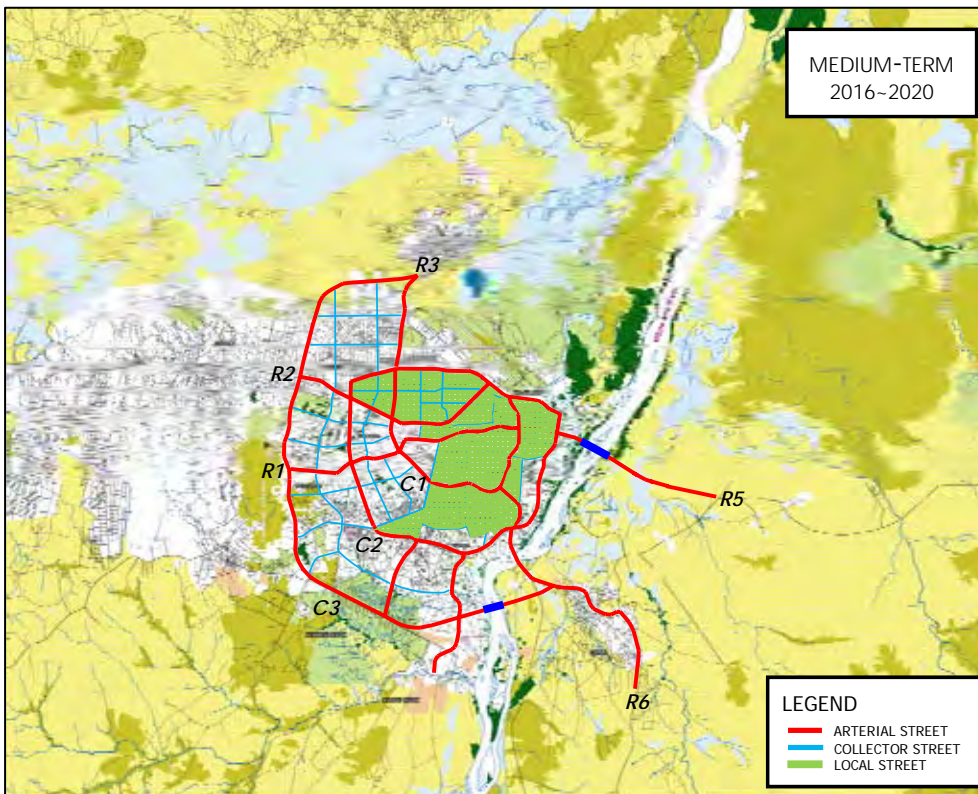 MEDIUM-TERM
2016~2020
R3
R2
R1
C1
R5
C2
C3
R6
LEGEND
ARTERIAL STREET
COLLECTOR STREET
LOCAL STREET